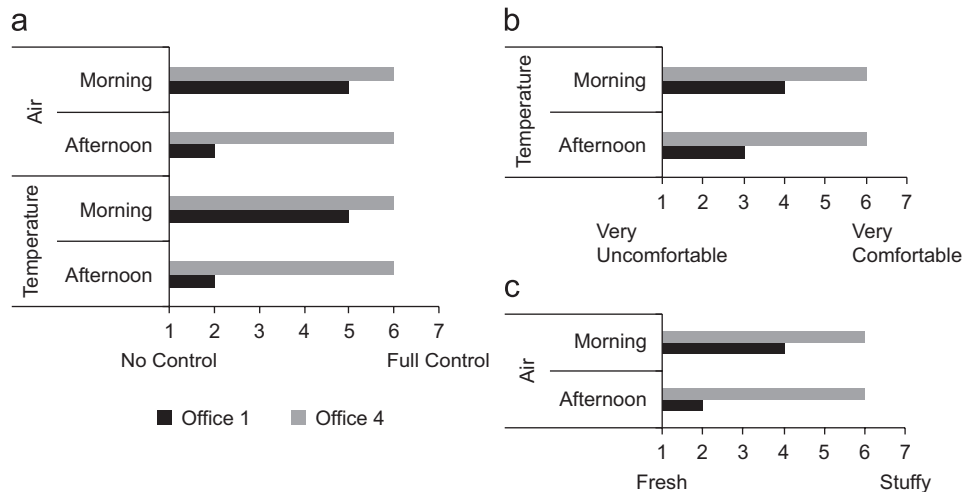 a
Air
Morning
Afternoon
Temperature
Morning
Afternoon
1 2 3 4 5 6 7
No Control Full Control
Office 1 Office 4
b
Temperature
Morning
Afternoon
1 2 3 4 5 6 7
Very Uncomfortable
Very Comfortable
c
Air
Morning
Afternoon
1 2 3 4 5 6 7
Fresh Stuffy